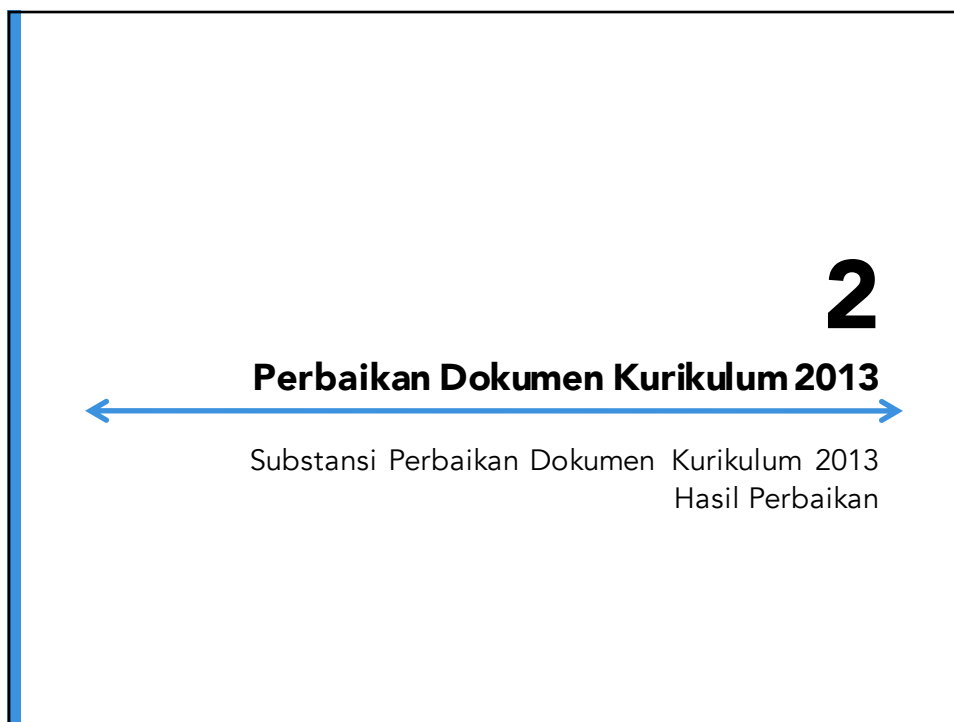 2
Perbaikan Dokumen Kurikulum 2013
Substansi Perbaikan Dokumen Kurikulum 2013
Hasil Perbaikan